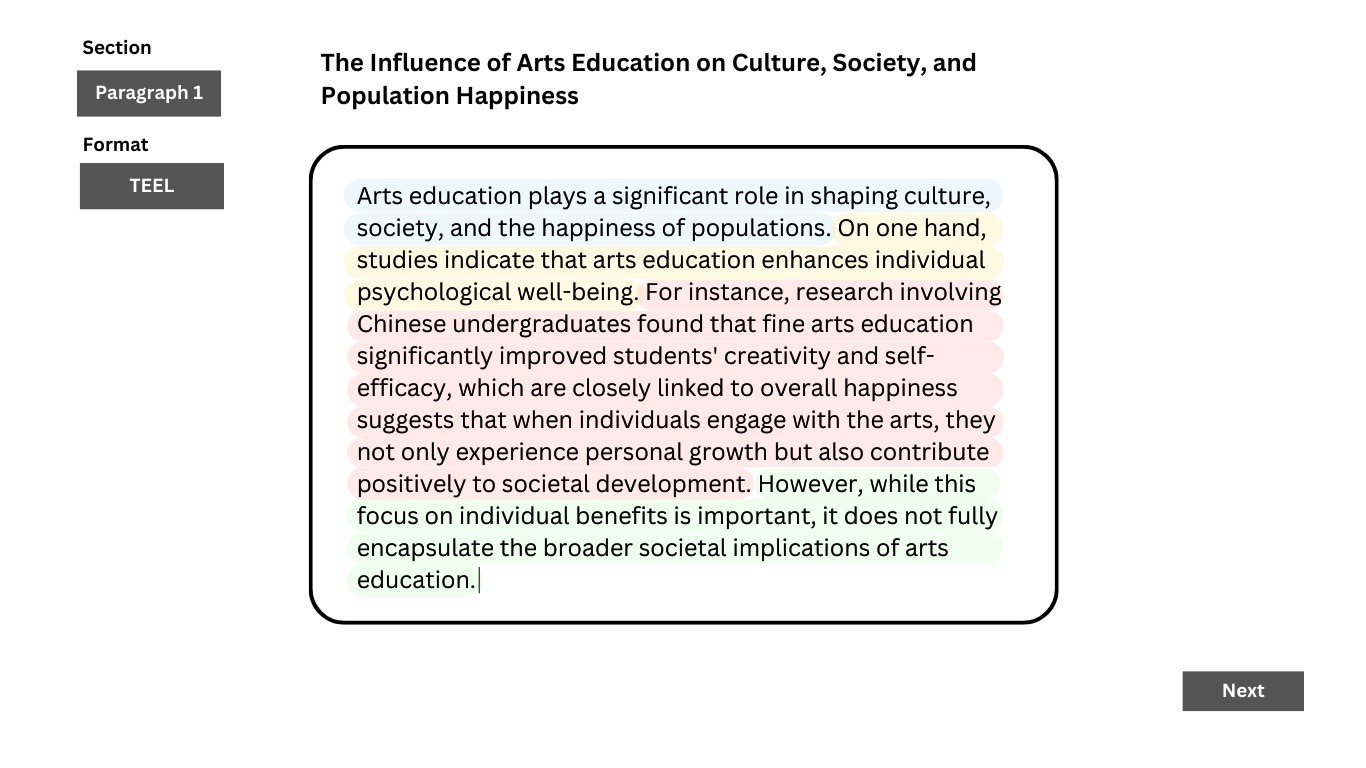 Section
Paragraph 1
Format
TEEL
The Influence of Arts Education on Culture, Society, and
Population Happiness
Arts education plays a significant role in shaping culture,
society, and the happiness of populations. On one hand,
studies indicate that arts education enhances individual
psychological well-being. For instance, research involving
Chinese undergraduates found that fine arts education
significantly improved students' creativity and self-
efficacy, which are closely linked to overall happiness
suggests that when individuals engage with the arts, they
not only experience personal growth but also contribute
positively to societal development. However, while this
focus on individual benefits is important, it does not fully
encapsulate the broader societal implications of arts
education.
Next